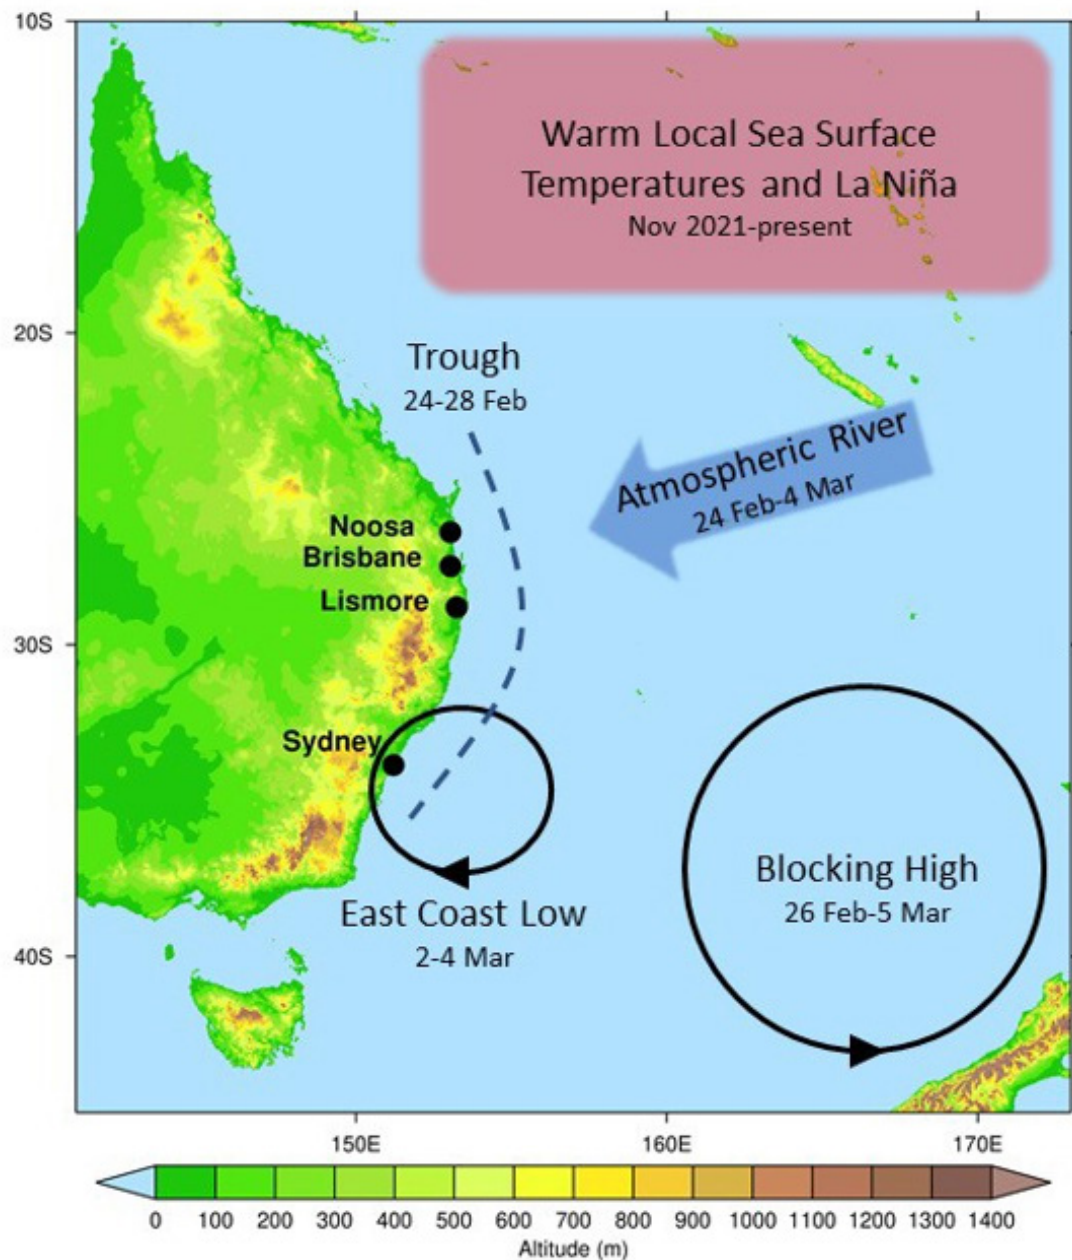 10S
Warm Local Sea Surface
Temperatures and La Niña
Nov 2021-present
20S
Trough
24-28 Feb
Atmospheric River
24 Feb-4 Mar
Noosa
Brisbane
Lismore
30S
Sydney
Blocking High
26 Feb-5 Mar
East Coast Low
2-4 Mar
40S
150E 160E 170E
0 100 200 300 400 500 600 700 800 900 1000 1100 1200 1300 1400
Altitude (m)